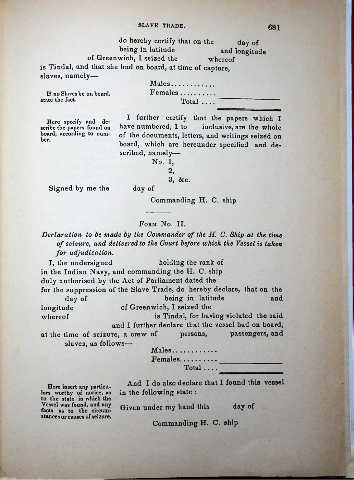 SLAVE TRADE. 681
do hereby certify that on the day of
being in latitude and longitude
of Greenwich, I seized the whereof
is Tindal, and that she had on board, at time of capture,
slaves, namely—
Males............
If no Slaves be on board,
state the fact.
Females..........
Total ....
Here specify and de-
scribe the papers found on
board, according to num-
ber.
I further certify that the papers which I
have numbered, 1 to inclusive, are the whole
of the documents, letters, and writings seized on
board, which are hereunder specified and de-
scribed, namely—
No. 1,
2,
3, &c.
Signed by me the day of
Commanding H. C. ship
Form No. II.
Declaration to be made by the Commander of the H. C. Ship at the time
of seizure, and delivered to the Court before which the Vessel is taken
for adjudication.
I, the undersigned holding the rank of
in the Indian Navy, and commanding the H. C. ship
duly authorized by the Act of Parliament dated the
for the suppression of the Slave Trade, do hereby declare, that on the
day of being in latitude and
longitude of Greenwich, I seized the
whereof is Tindal, for having violated the said
and I further declare that the vessel had on board,
at the time of seizure, a crew of persons, passengers, and
slaves, as follows—
Males............
Females..........
Total ....
Here insert any particu-
lars worthy of notice, as
to the state in which the
Vessel was found, and any
facts as to the circum-
stances or causes of seizure.
And I do also declare that I found this vessel
in the following state:
Given under my hand this day of
Commanding H. C. ship